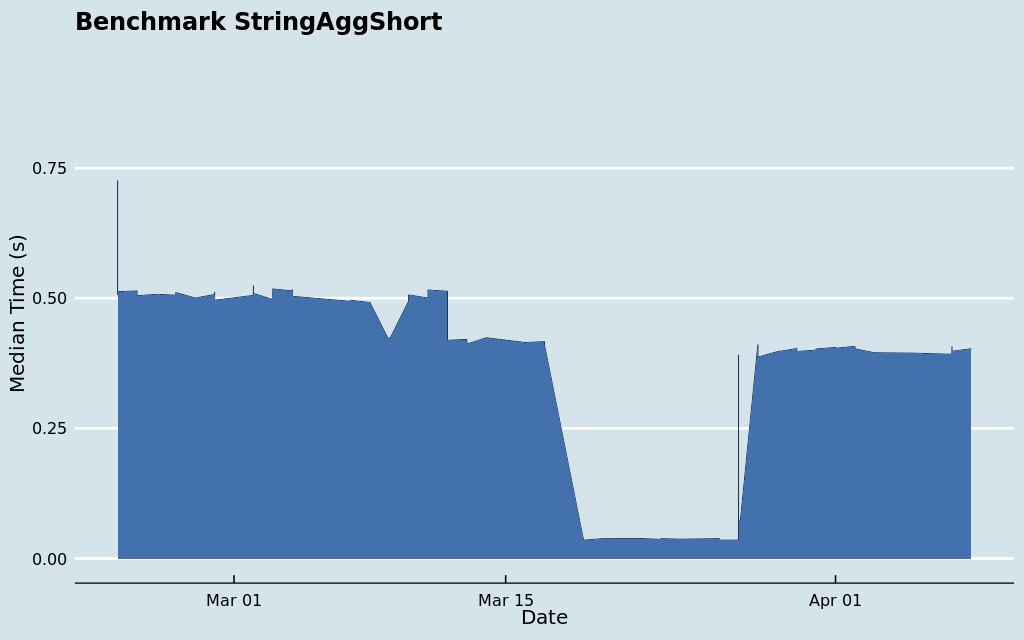 Benchmark StringAggShort
Median Time (s)
0.75
0.50
0.25
0.00
Mar 01
Mar 15
Apr 01
Date